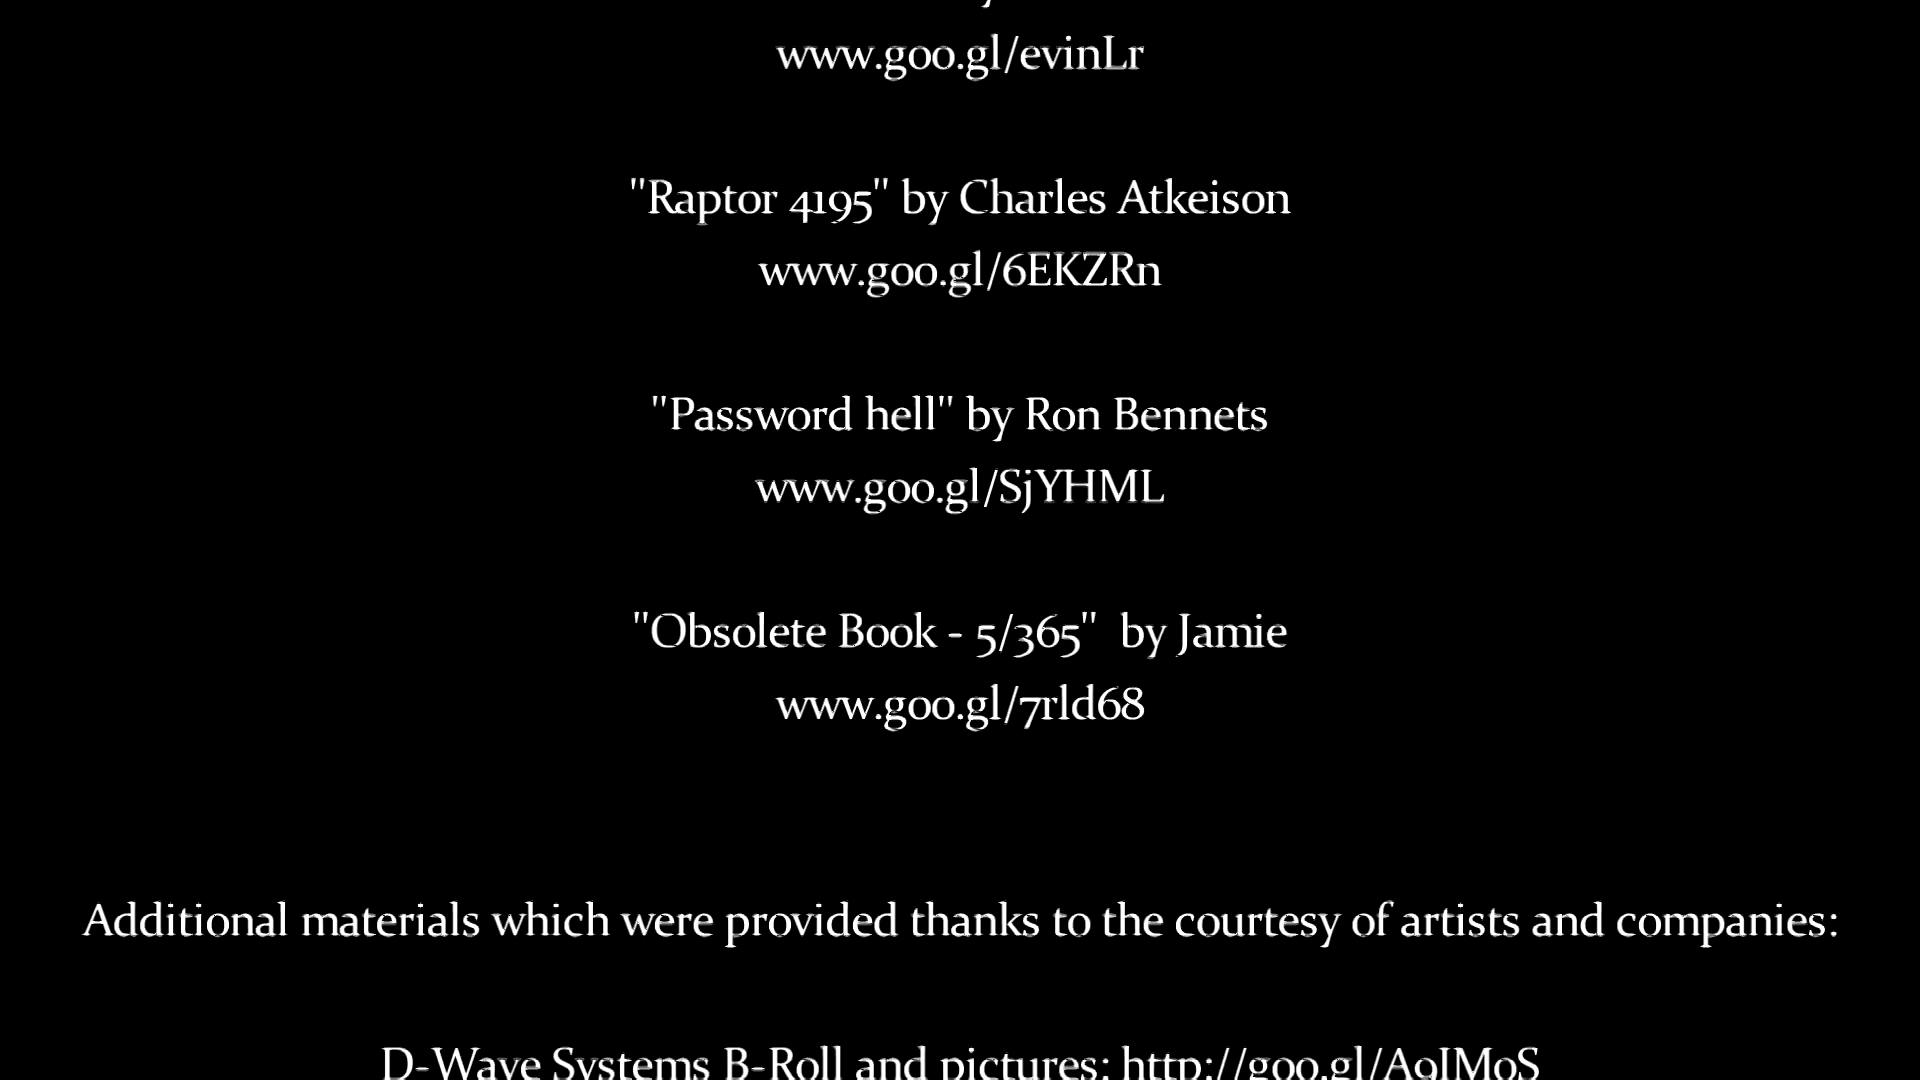 www.goo.gl/evinLr
"Raptor 4195" by Charles Atkeison
www.goo.gl/6EKZRn
"Password hell" by Ron Bennets
www.goo.gl/SjYHML
"Obsolete Book - 5/365"  by Jamie
www.goo.gl/7rld68
Additional materials which were provided thanks to the courtesy of artists and companies:
D-Wave Systems B-Roll and pictures: http://goo.gl/A9IMoS